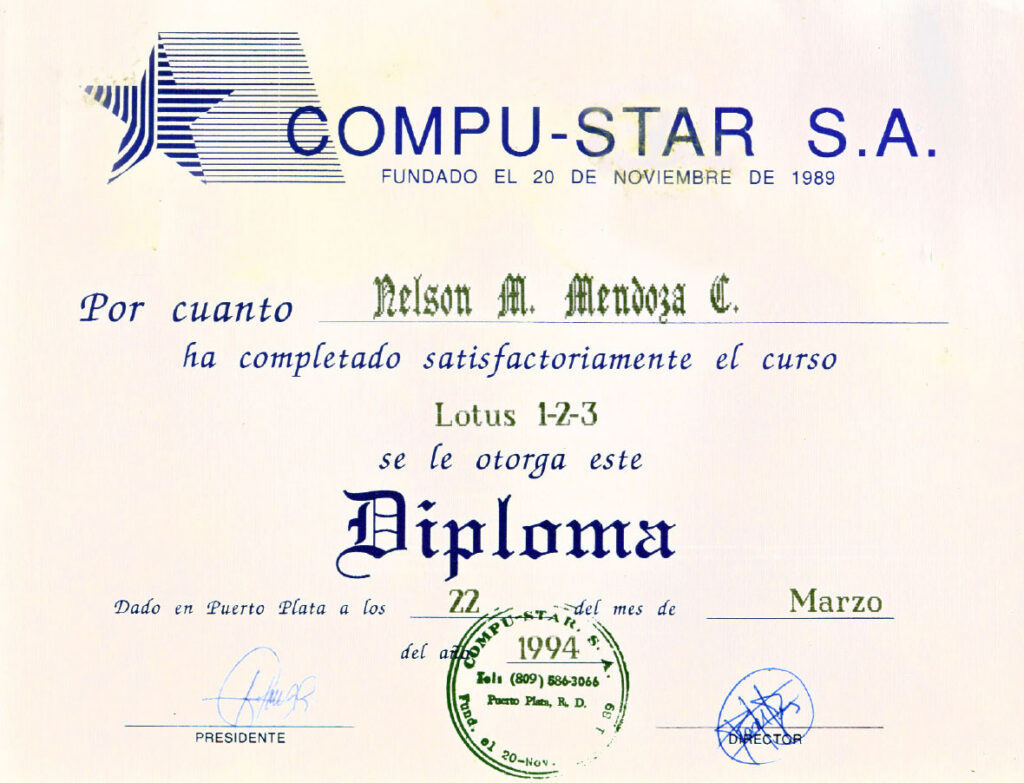 COMPU-STAR S.A.
FUNDADO EL 20 DE NOVIEMBRE DE 1989
Por cuanto Nelson M. Mendoza C.
ha completado satisfactoriamente el curso
Lotus 1-2-3
se le otorga este
Diploma
Dado en Puerto Plata a los 22 del mes de Marzo
del año 1994
COMPU-STAR, S. A.
Tel: (809) 586-3066
Puerto Plata, R. D.
Fund. el 20-Nov. 1 89
PRESIDENTE
DIRECTOR